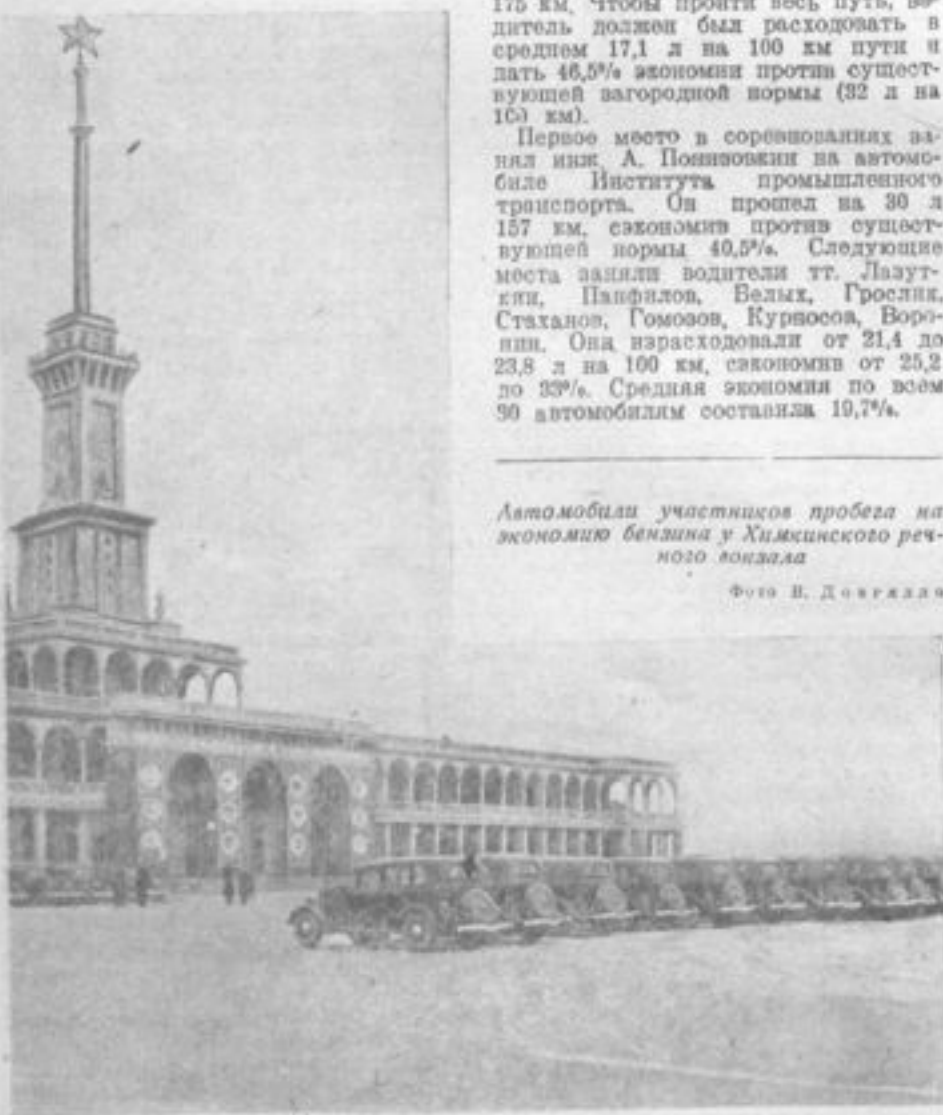 175 км. Чтобы пройти весь путь, во-
дитель должен был расходовать в
среднем 17,1 л на 100 км пути и
дать 46,5% экономии против сущест-
вующей загородной нормы (32 л на
100 км).
Первое место в соревнованиях за-
нял инж. А. Понизовкин на автомо-
биле Института промышленного
транспорта. Он прошел на 30 л
157 км, сэкономив против сущест-
вующей нормы 40,5%. Следующие
места заняли водители тт. Лазут-
кин, Панфилов, Белых, Грослик,
Стаханов, Гомозов, Курносов, Воро-
нин. Они израсходовали от 21,4 до
23,8 л на 100 км, сэкономив от 25,2
до 33%. Средняя экономия по всем
30 автомобилям составила 19,7%.
Автомобили участников пробега на
экономию бензина у Химкинского реч-
ного вокзала
Фото В. Довгялло